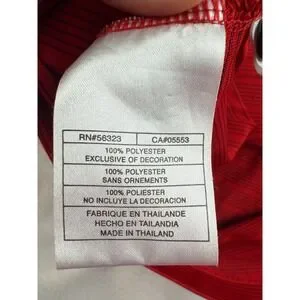 RN#56323 CA#05553
100% POLYESTER
EXCLUSIVE OF DECORATION
100% POLYESTER
SANS ORNEMENTS
100% POLIESTER
NO INCLUYE LA DECORACION
FABRIQUE EN THAILANDE
HECHO EN TAILANDIA
MADE IN THAILAND